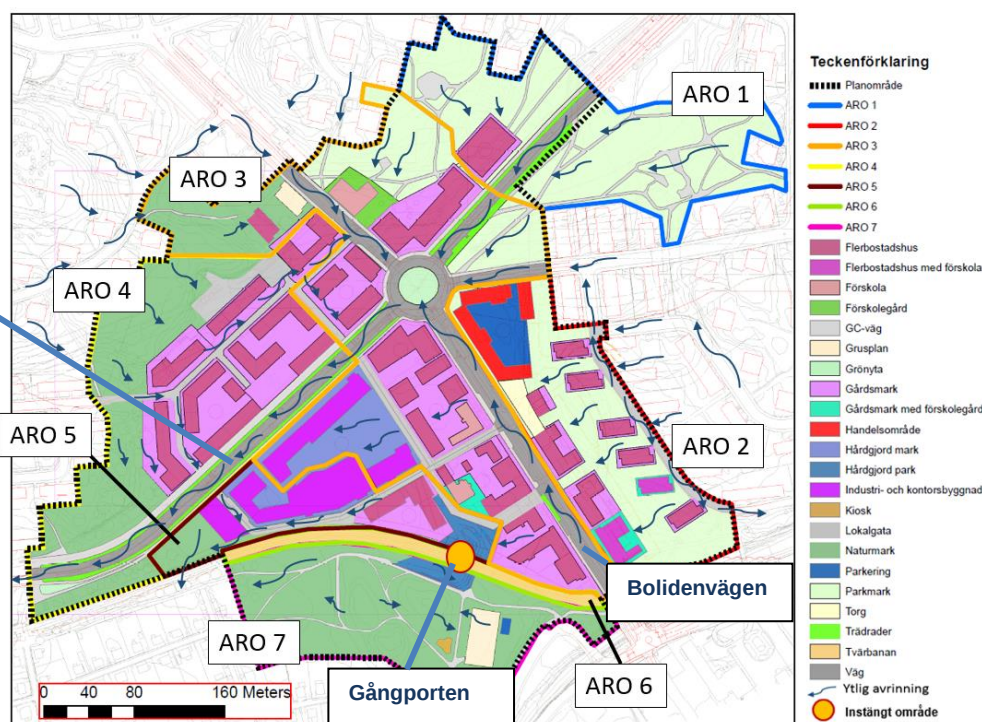 ARO 1
ARO 3
ARO 4
ARO 5
ARO 2
Bolidenvägen
ARO 7
ARO 6
Gångporten
0 40 80 160 Meters
Teckenförklaring
Planområde
ARO 1
ARO 2
ARO 3
ARO 4
ARO 5
ARO 6
ARO 7
Flerbostadshus
Flerbostadshus med förskola
Förskola
Förskolegård
GC-väg
Grusplan
Grönyta
Gårdsmark
Gårdsmark med förskolegård
Handelsområde
Hårdgjord mark
Hårdgjord park
Industri- och kontorsbyggnad
Kiosk
Lokalgata
Naturmark
Parkering
Parkmark
Torg
Trädrader
Tvärbanan
Väg
Ytlig avrinning
Instängt område